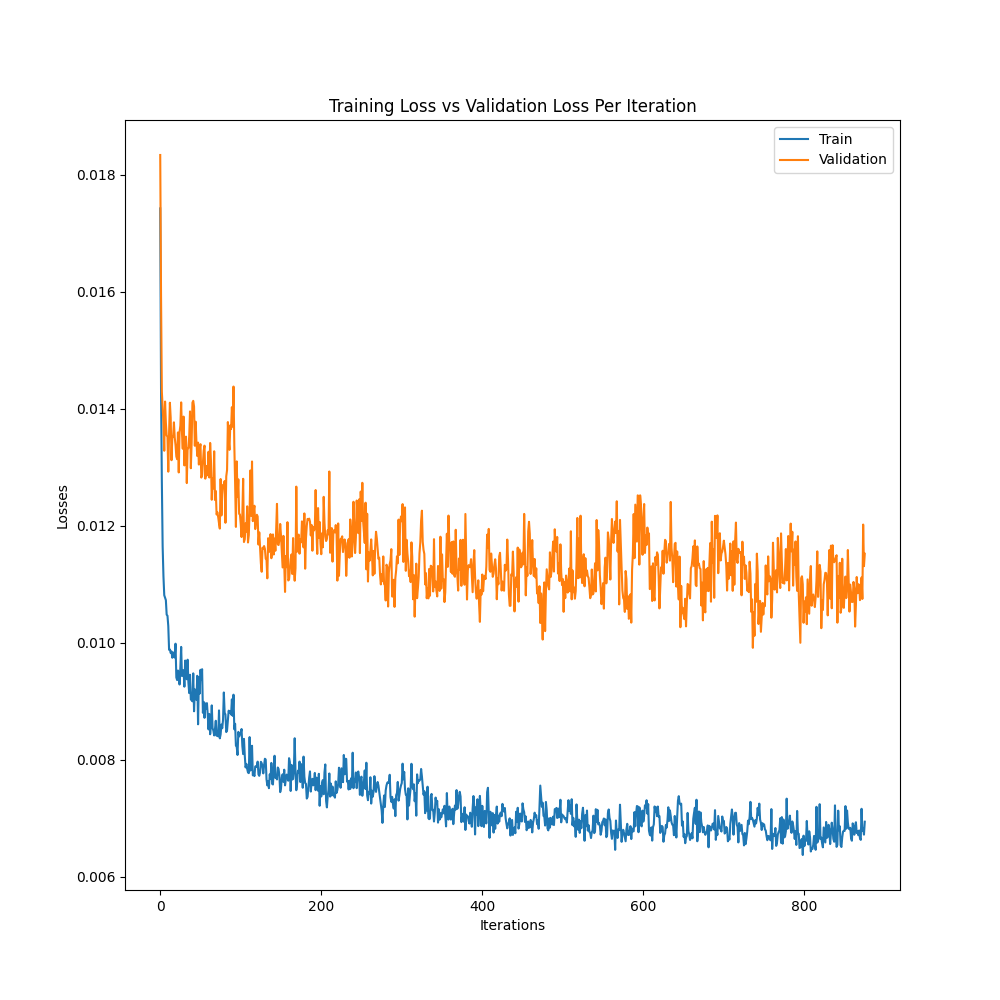 Training Loss vs Validation Loss Per Iteration
Train
Validation
0.018
0.016
0.014
0.012
0.010
0.008
0.006
Losses
0 200 400 600 800
Iterations